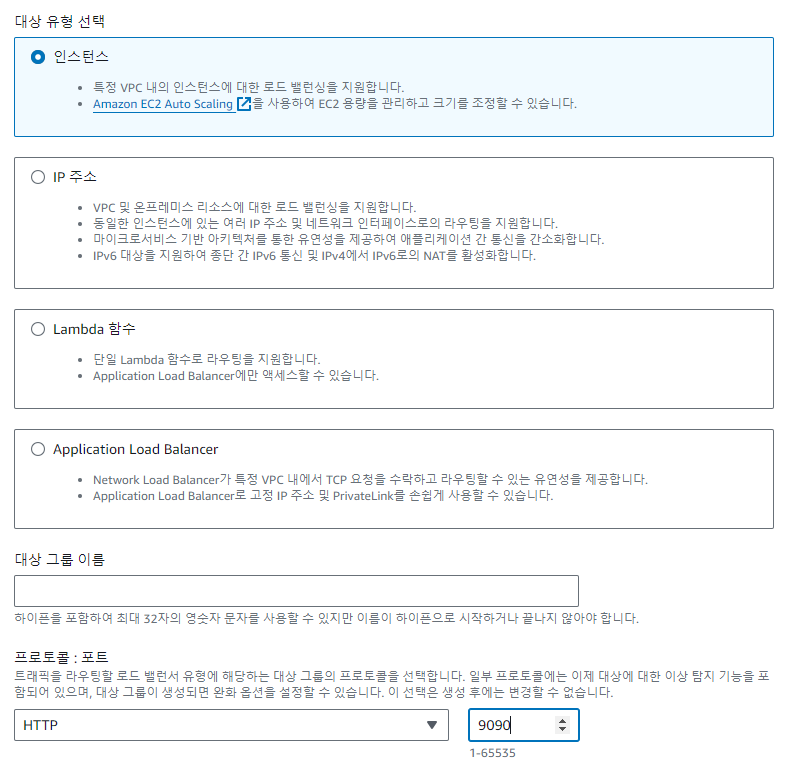 대상 유형 선택
인스턴스
특정 VPC 내의 인스턴스에 대한 로드 밸런싱을 지원합니다.
Amazon EC2 Auto Scaling 을 사용하여 EC2 용량을 관리하고 크기를 조정할 수 있습니다.
IP 주소
VPC 및 온프레미스 리소스에 대한 로드 밸런싱을 지원합니다.
동일한 인스턴스에 있는 여러 IP 주소 및 네트워크 인터페이스로의 라우팅을 지원합니다.
마이크로서비스 기반 아키텍처를 통한 유연성을 제공하여 애플리케이션 간 통신을 간소화합니다.
IPv6 대상을 지원하여 종단 간 IPv6 통신 및 IPv4에서 IPv6로의 NAT를 활성화합니다.
Lambda 함수
단일 Lambda 함수로 라우팅을 지원합니다.
Application Load Balancer에만 액세스할 수 있습니다.
Application Load Balancer
Network Load Balancer가 특정 VPC 내에서 TCP 요청을 수락하고 라우팅할 수 있는 유연성을 제공합니다.
Application Load Balancer로 고정 IP 주소 및 PrivateLink를 손쉽게 사용할 수 있습니다.
대상 그룹 이름
하이픈을 포함하여 최대 32자의 영숫자 문자를 사용할 수 있지만 이름이 하이픈으로 시작하거나 끝나지 않아야 합니다.
프로토콜 : 포트
트래픽을 라우팅할 로드 밸런서 유형에 해당하는 대상 그룹의 프로토콜을 선택합니다. 일부 프로토콜에는 이제 대상에 대한 이상 탐지 기능을 포
함되어 있으며, 대상 그룹이 생성되면 완화 옵션을 설정할 수 있습니다. 이 선택은 생성 후에는 변경할 수 없습니다.
HTTP 9090
1-65535